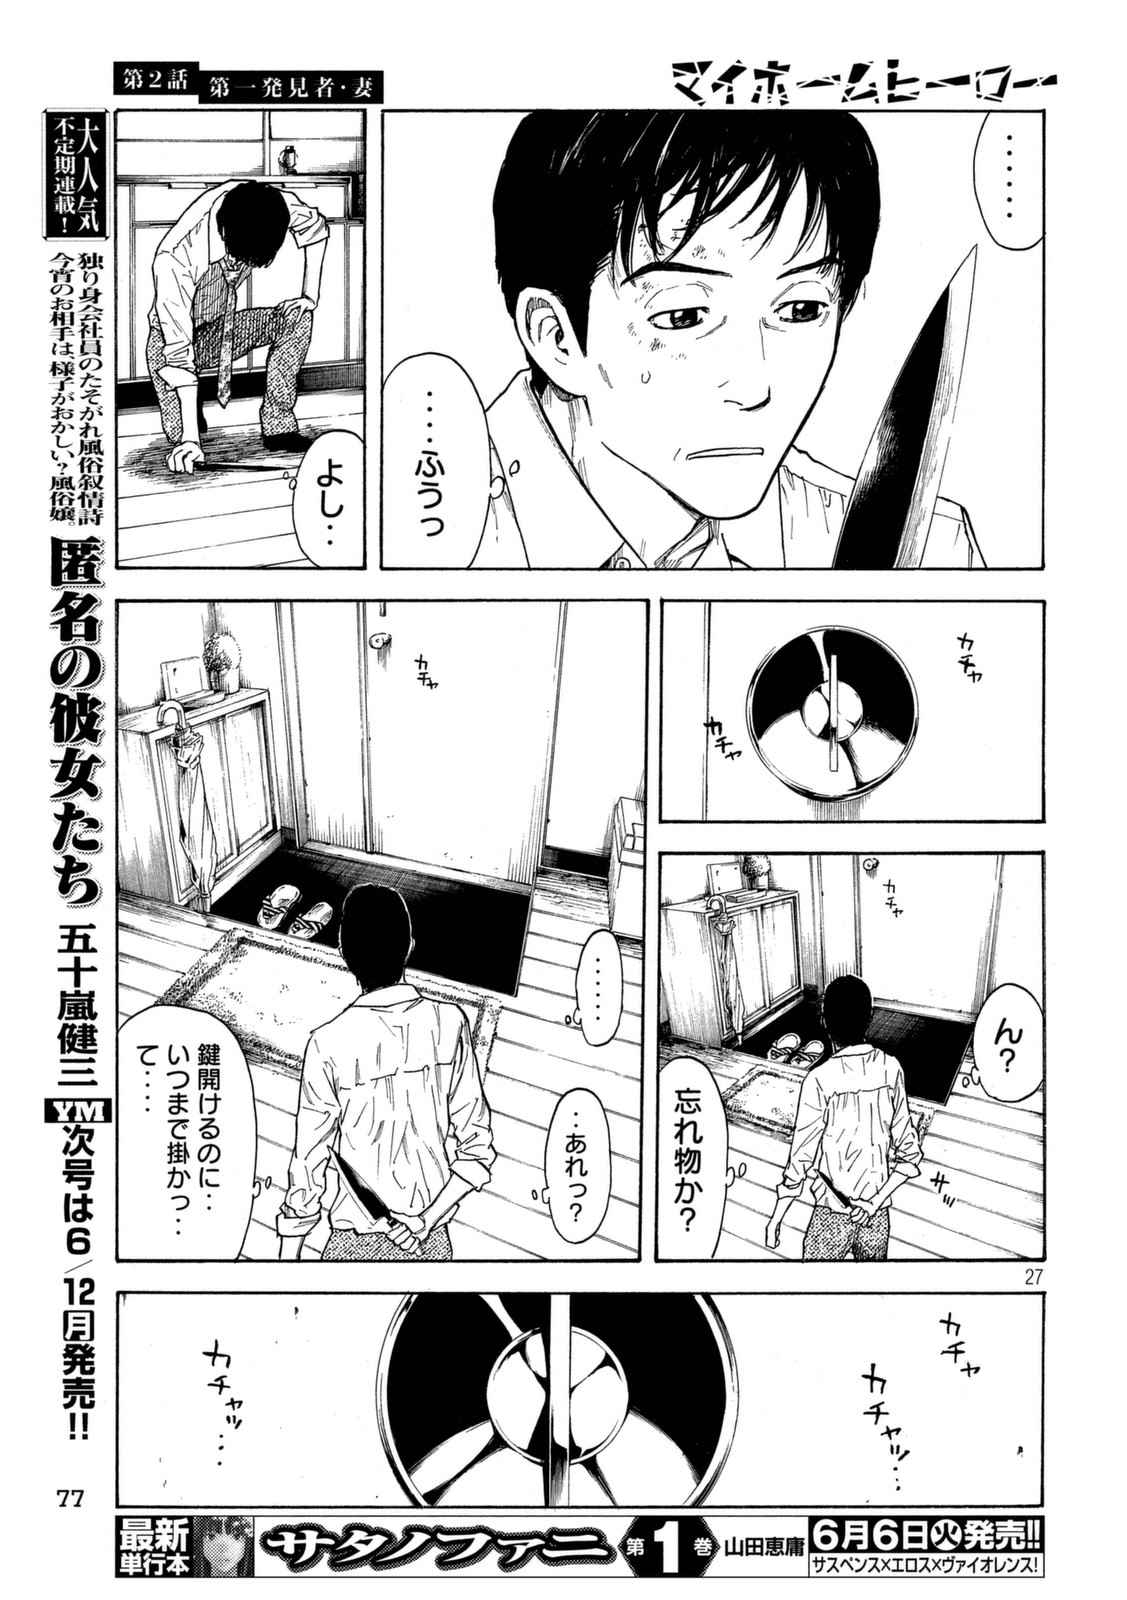 第2話
第一発見者・妻
マイホームヒーロー
‥‥‥
‥‥ふうっ
よし‥
カチャ
カチャ
カチャ
ん?
忘れ物か?
サッ
カチャ
‥‥‥
‥あれっ?
鍵開けるのに‥
いつまで掛かっ‥
て‥‥
27
カチャッ‥‥
カチャッ‥‥
カチャッ‥‥
大人気
不定期連載!
独り身会社員のたそがれ風俗叙情詩
今宵のお相手は、様子がおかしい?風俗嬢。
匿名の彼女たち
五十嵐健三
YM次号は6/12月発売!!
77
最新
単行本
サタノファニ
第1巻
山田恵庸
6月6日火発売!!
サスペンス×エロス×ヴァイオレンス!